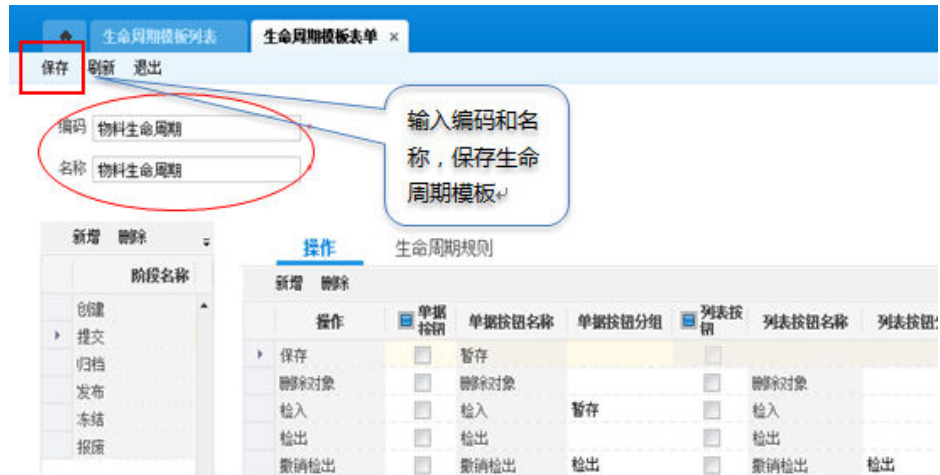 生命周期模板列表 生命周期模板表单 ×
保存 刷新 退出
编码 物料生命周期 *
名称 物料生命周期 *
输入编码和名
称，保存生命
周期模板↵
新增 删除
操作 生命周期规则
阶段名称
新增 删除
操作 单据按钮 单据按钮名称 单据按钮分组 列表按钮 列表按钮名称 列表按钮
创建
提交
归档
发布
冻结
报废
保存 暂存
删除对象 删除对象 删除对象
检入 检入 暂存 检入
检出 检出 检出
撤销检出 撤销检出 检出 撤销检出 检出